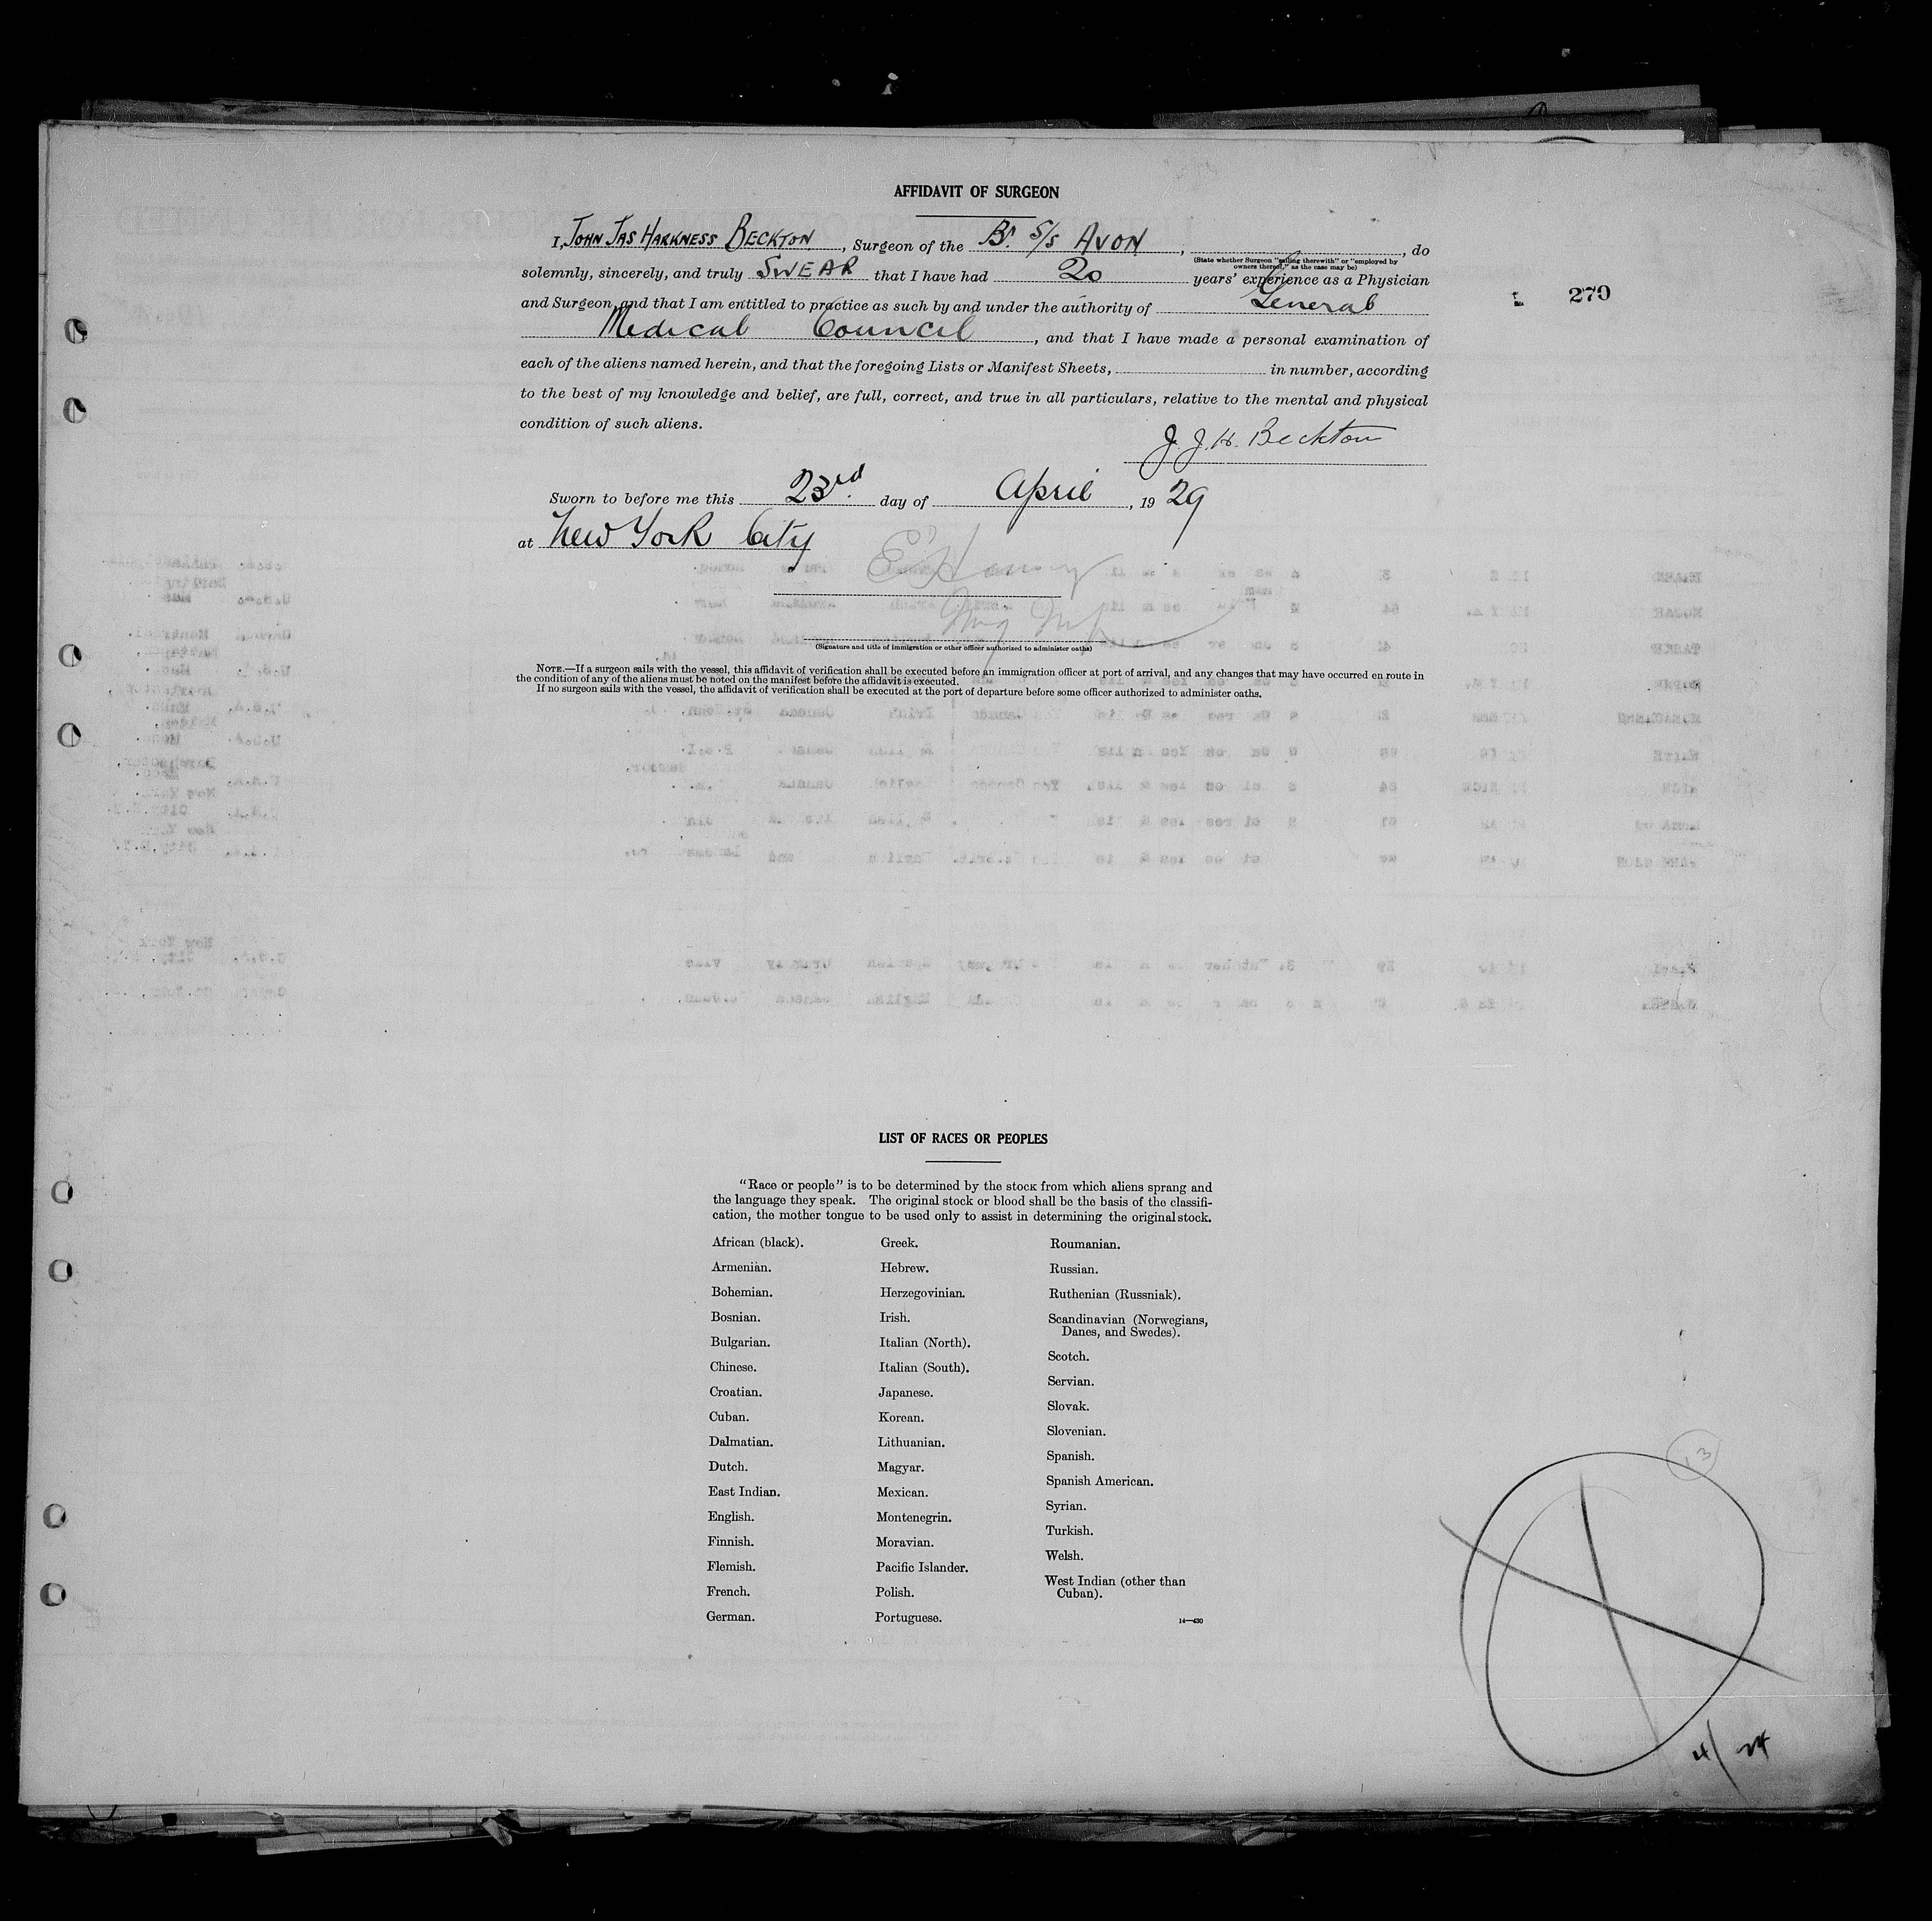 AFFIDAVIT OF SURGEON
I, JOHN JAS HARKNESS BECKTON, Surgeon of the Br. S/S AVON, , do
(State whether Surgeon "sailing therewith" or "employed by
owners thereof," as the case may be)
solemnly, sincerely, and truly SWEAR that I have had 20 years' experience as a Physician
and Surgeon, and that I am entitled to practice as such by and under the authority of General
279
Medical Council, and that I have made a personal examination of
each of the aliens named herein, and that the foregoing Lists or Manifest Sheets, in number, according
to the best of my knowledge and belief, are full, correct, and true in all particulars, relative to the mental and physical
condition of such aliens.
J. J. H. Beckton
Sworn to before me this 23rd day of April, 19 29
at New York City
(Signature and title of immigration or other officer authorized to administer oaths)
NOTE.—If a surgeon sails with the vessel, this affidavit of verification shall be executed before an immigration officer at port of arrival, and any changes that may have occurred en route in
the condition of any of the aliens must be noted on the manifest before the affidavit is executed.
If no surgeon sails with the vessel, the affidavit of verification shall be executed at the port of departure before some officer authorized to administer oaths.
LIST OF RACES OR PEOPLES
"Race or people" is to be determined by the stock from which aliens sprang and
the language they speak. The original stock or blood shall be the basis of the classifi-
cation, the mother tongue to be used only to assist in determining the original stock.
African (black).
Armenian.
Bohemian.
Bosnian.
Bulgarian.
Chinese.
Croatian.
Cuban.
Dalmatian.
Dutch.
East Indian.
English.
Finnish.
Flemish.
French.
German.
Greek.
Hebrew.
Herzegovinian.
Irish.
Italian (North).
Italian (South).
Japanese.
Korean.
Lithuanian.
Magyar.
Mexican.
Montenegrin.
Moravian.
Pacific Islander.
Polish.
Portuguese.
Roumanian.
Russian.
Ruthenian (Russniak).
Scandinavian (Norwegians,
Danes, and Swedes).
Scotch.
Servian.
Slovak.
Slovenian.
Spanish.
Spanish American.
Syrian.
Turkish.
Welsh.
West Indian (other than
Cuban).
14—430
3
4/24